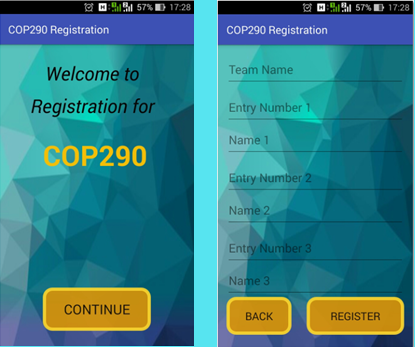 57% 17:28
COP290 Registration
Welcome to
Registration for
COP290
CONTINUE
57% 17:28
COP290 Registration
Team Name
Entry Number 1
Name 1
Entry Number 2
Name 2
Entry Number 3
Name 3
BACK REGISTER